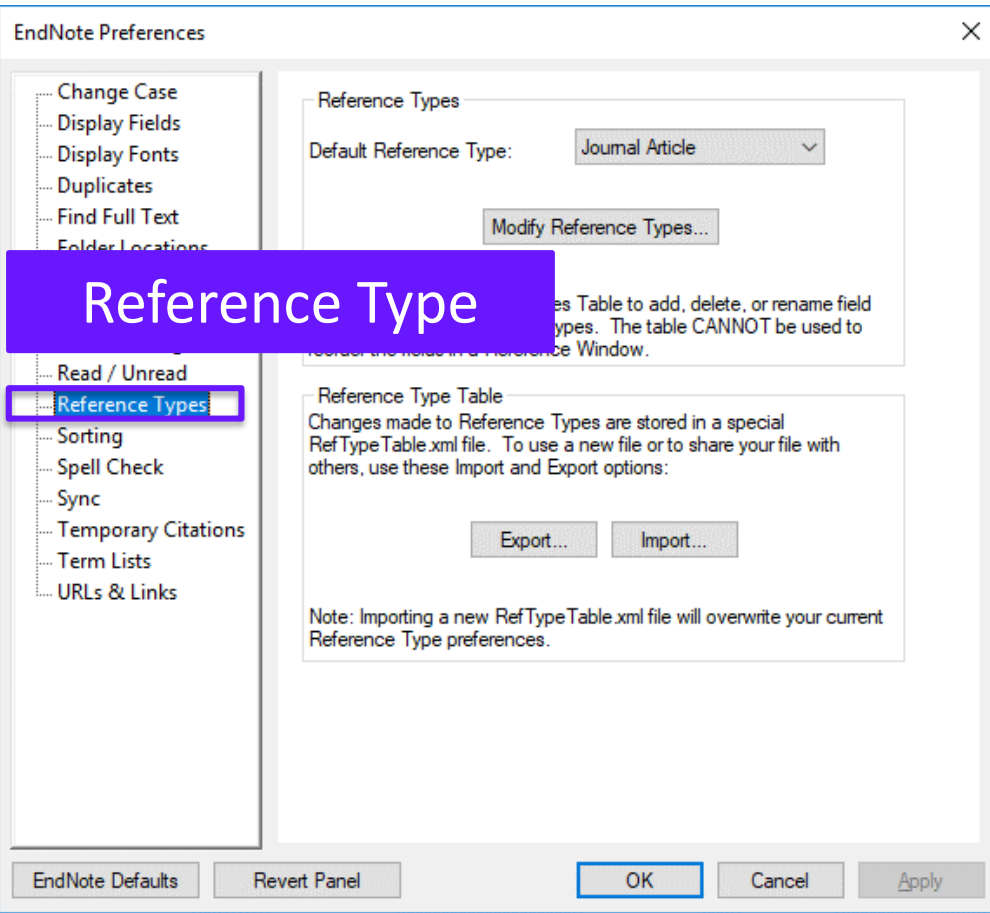 EndNote Preferences
Change Case
Display Fields
Display Fonts
Duplicates
Find Full Text
Folder Locations
Read / Unread
Reference Types
Sorting
Spell Check
Sync
Temporary Citations
Term Lists
URLs & Links
Reference Type
Reference Types
Default Reference Type: Journal Article
Modify Reference Types...
Table to add, delete, or rename field
The table CANNOT be used to
Window.
Reference Type Table
Changes made to Reference Types are stored in a special
RefTypeTable.xml file. To use a new file or to share your file with
others, use these Import and Export options:
Export... Import...
Note: Importing a new RefTypeTable.xml file will overwrite your current
Reference Type preferences.
EndNote Defaults Revert Panel OK Cancel Apply